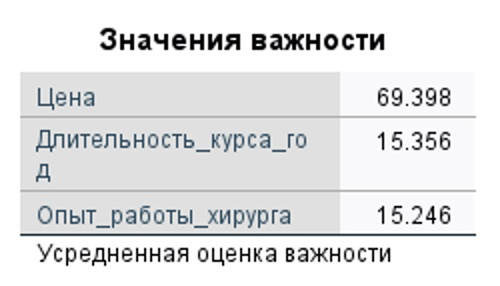 Значения важности
Цена 69.398
Длительность_курса_го 15.356
д
Опыт_работы_хирурга 15.246
Усредненная оценка важности